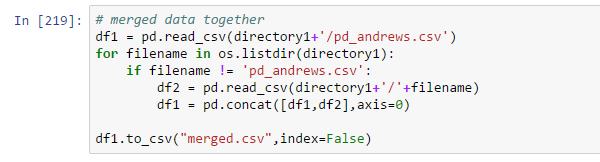 In [219]: # merged data together
df1 = pd.read_csv(directory1+'/pd_andrews.csv')
for filename in os.listdir(directory1):
    if filename != 'pd_andrews.csv':
        df2 = pd.read_csv(directory1+'/'+filename)
        df1 = pd.concat([df1,df2],axis=0)

df1.to_csv("merged.csv",index=False)